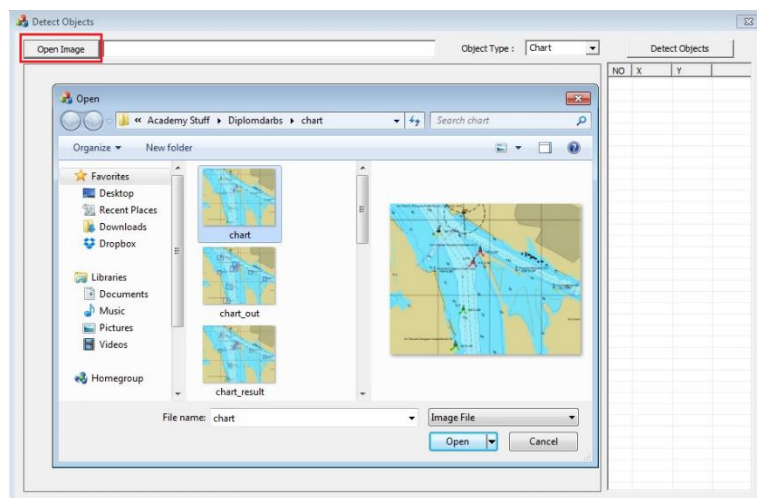 Detect Objects
Open Image Object Type : Chart Detect Objects
NO X Y
Open
« Academy Stuff Diplomdarbs chart Search chart
Organize New folder
Favorites
Desktop
Recent Places
Downloads
Dropbox
Libraries
Documents
Music
Pictures
Videos
Homegroup
chart
chart_out
chart_result
File name: chart Image File
Open Cancel